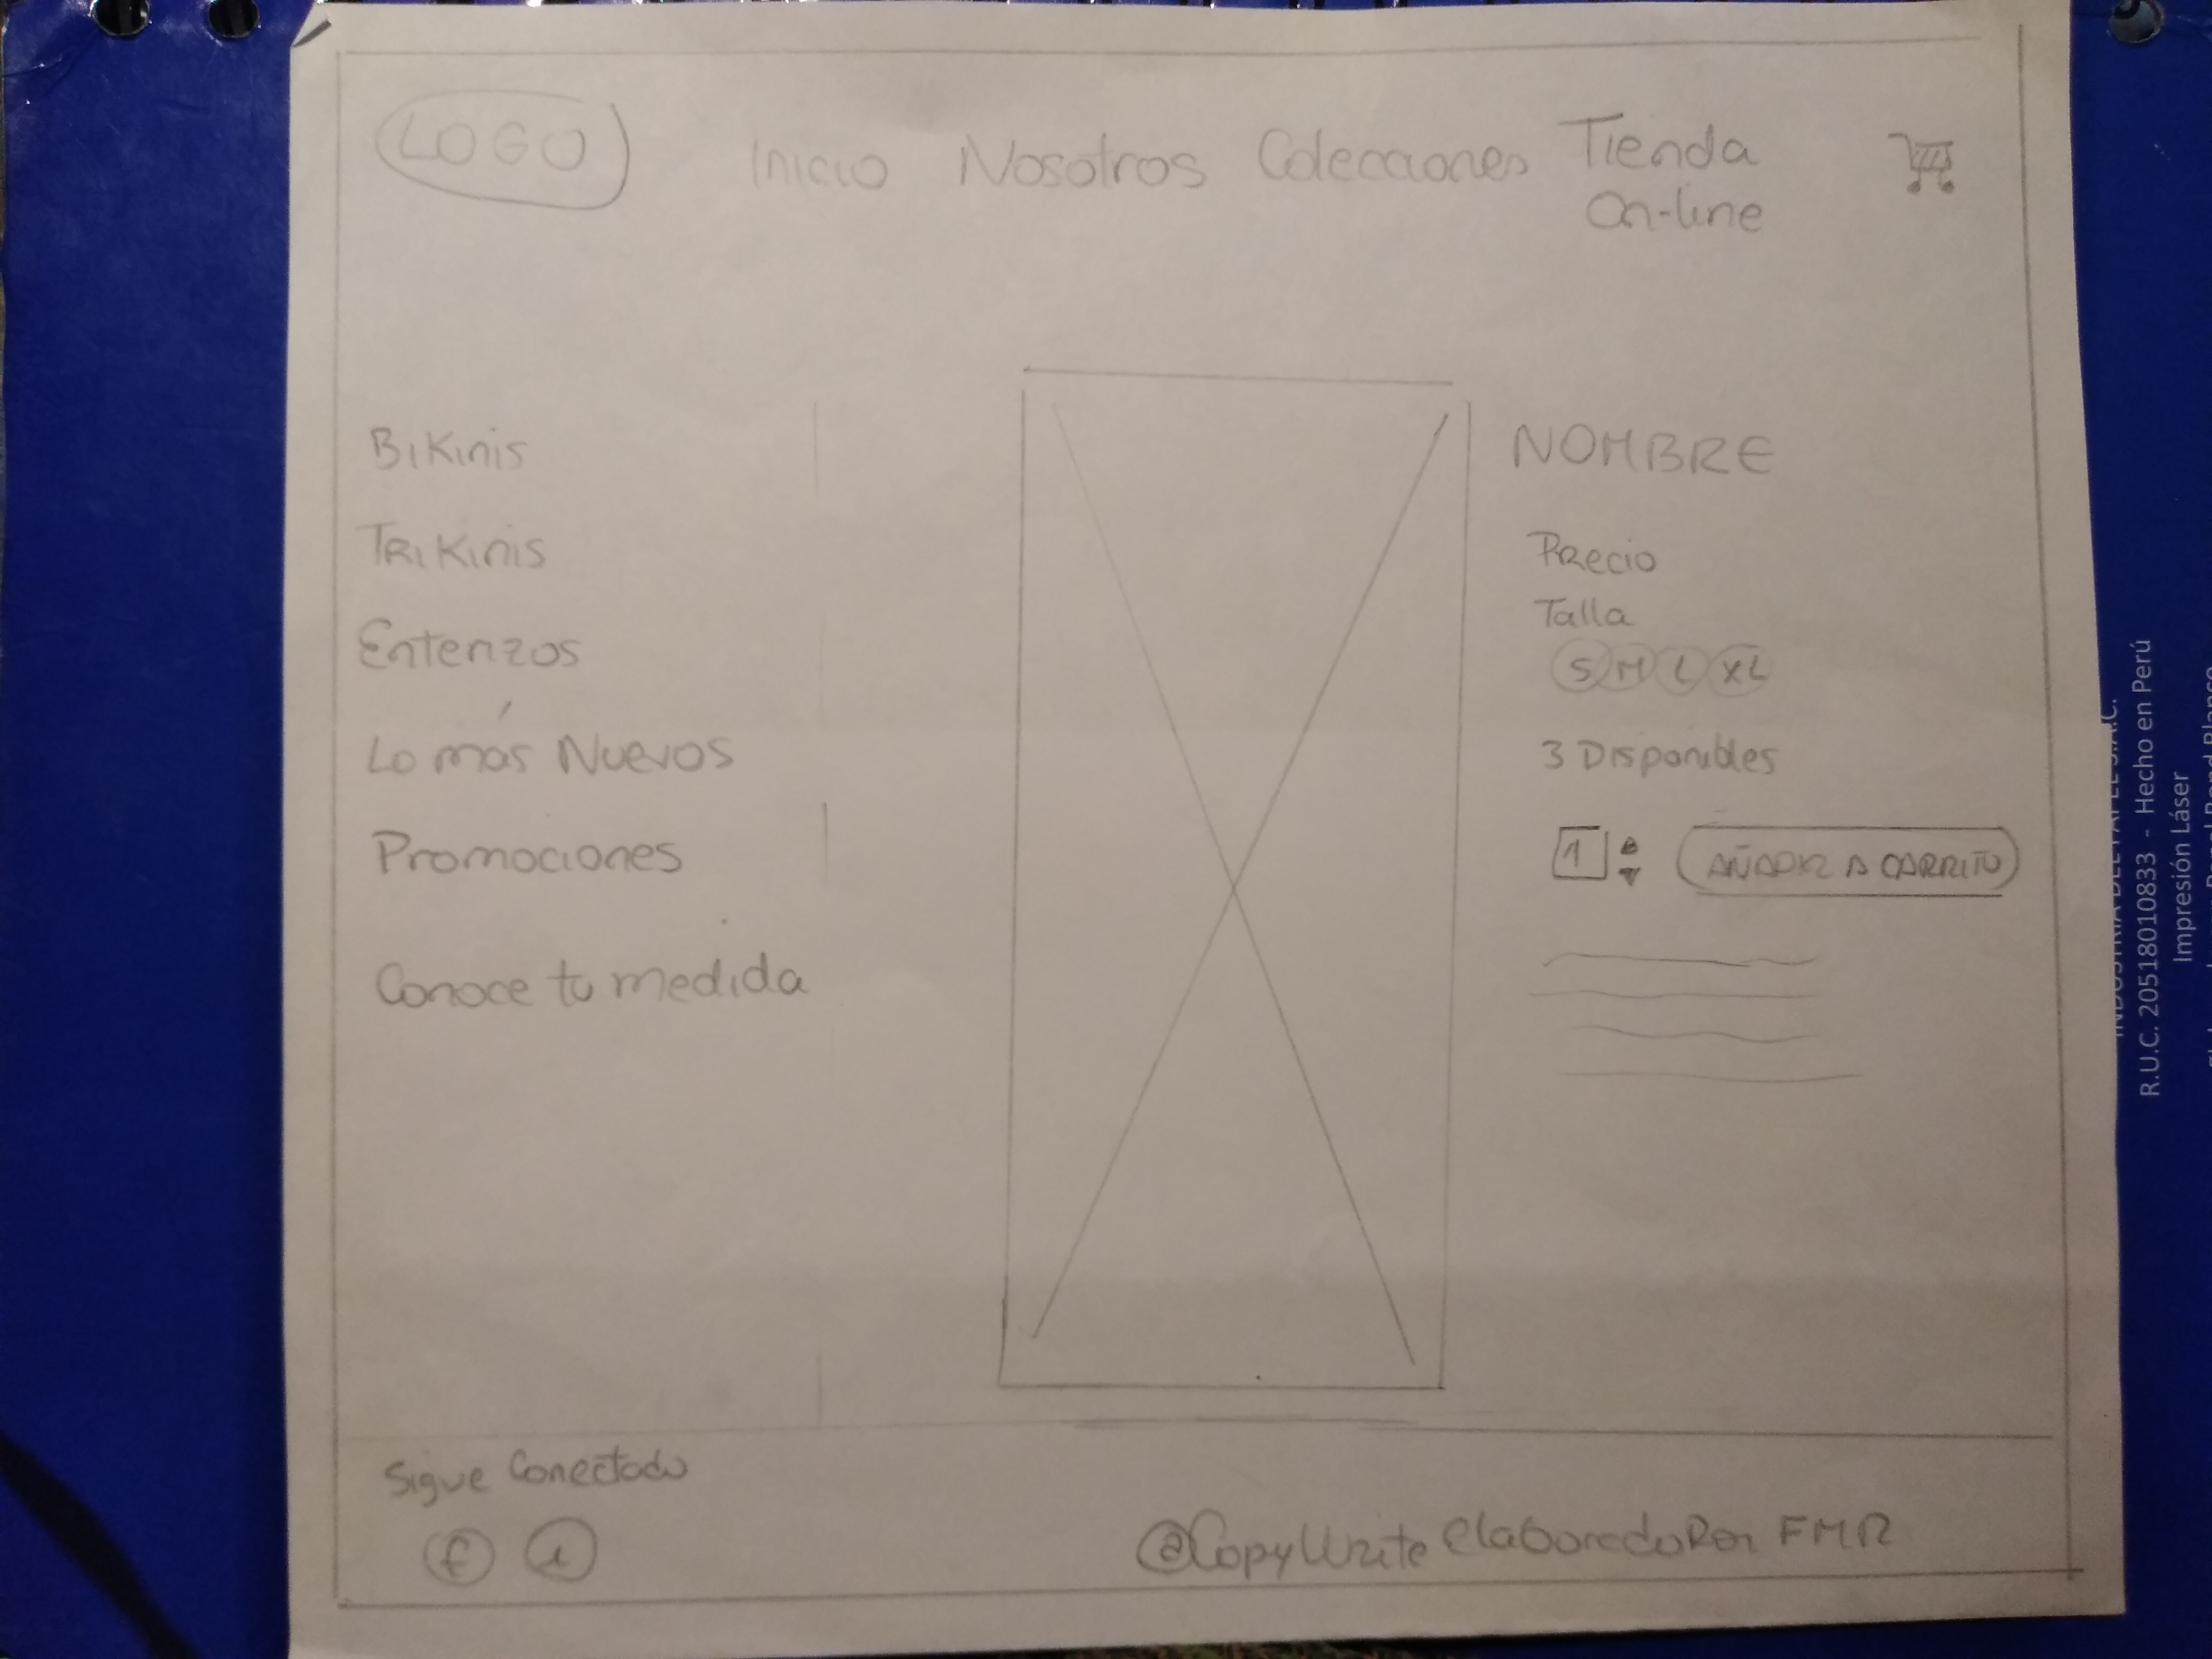 LOGO
Inicio Nosotros Colecciones Tienda
On-line
Bikinis
Trikinis
Enterizos
Lo más Nuevos
Promociones
Conoce tu medida
NOMBRE
Precio
Talla
S M L XL
3 Disponibles
1 AÑADIR A CARRITO
Sigue Conectado
f i
@CopyWrite Elaborado Por FMR
R.U.C. 20518010833 - Hecho en Perú
Impresión Láser